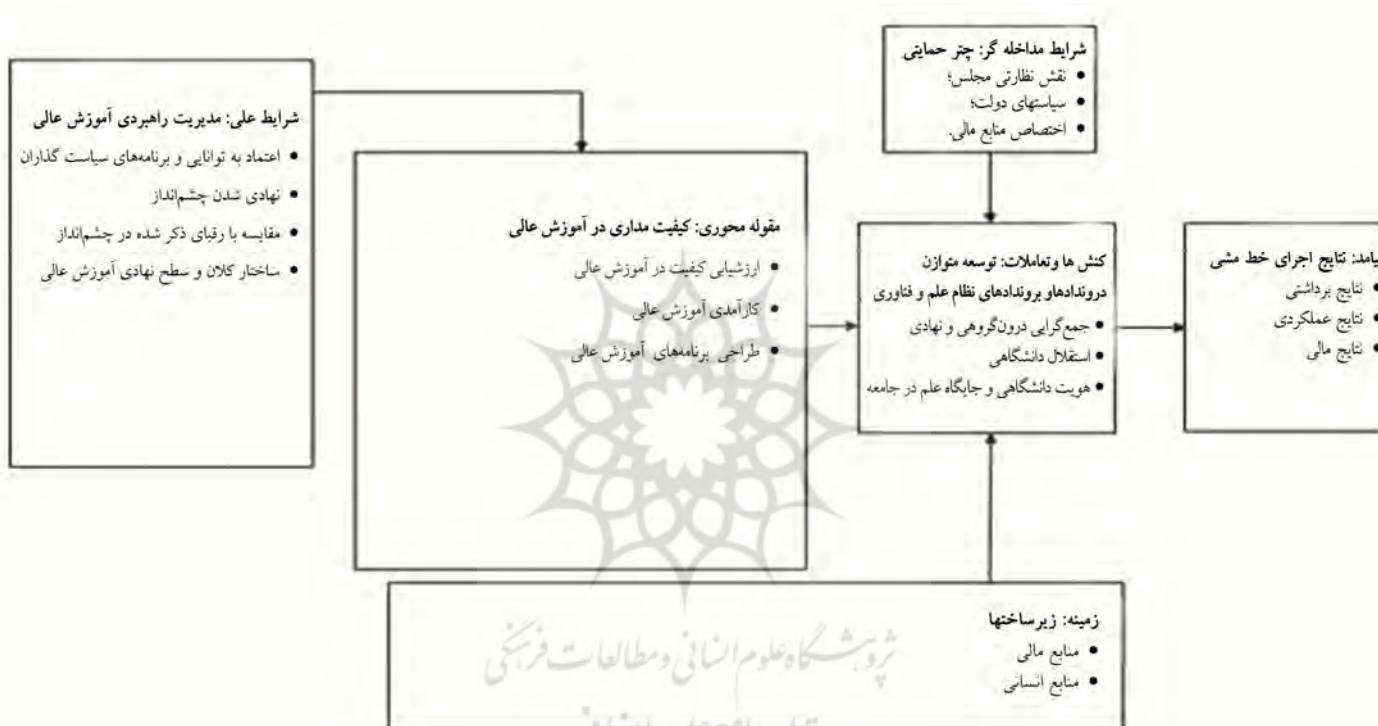 شرایط مداخله گر: چتر حمایتی
نقش نظارتی مجلس؛
سیاستهای دولت؛
اختصاص منابع مالی.
شرایط علی: مدیریت راهبردی آموزش عالی
اعتماد به توانایی و برنامه‌های سیاست گذاران
نهادی شدن چشم‌انداز
مقایسه با رقبای ذکر شده در چشم‌انداز
ساختار کلان و سطح نهادی آموزش عالی
مقوله محوری: کیفیت مداری در آموزش عالی
ارزشیابی کیفیت در آموزش عالی
کارآمدی آموزش عالی
طراحی برنامه‌های آموزش عالی
کنش ها وتعاملات: توسعه متوازن
دروندادهاو بروندادهای نظام علم و فناوری
جمع‌گرایی درون‌گروهی و نهادی
استقلال دانشگاهی
هویت دانشگاهی و جایگاه علم در جامعه
یامد: نتایج اجرای خط مشی
نتایج برداشتی
نتایج عملکردی
نتایج مالی
زمینه: زیرساختها
منابع مالی
منابع انسانی
پژوهشگاه علوم انسانی و مطالعات فرهنگی